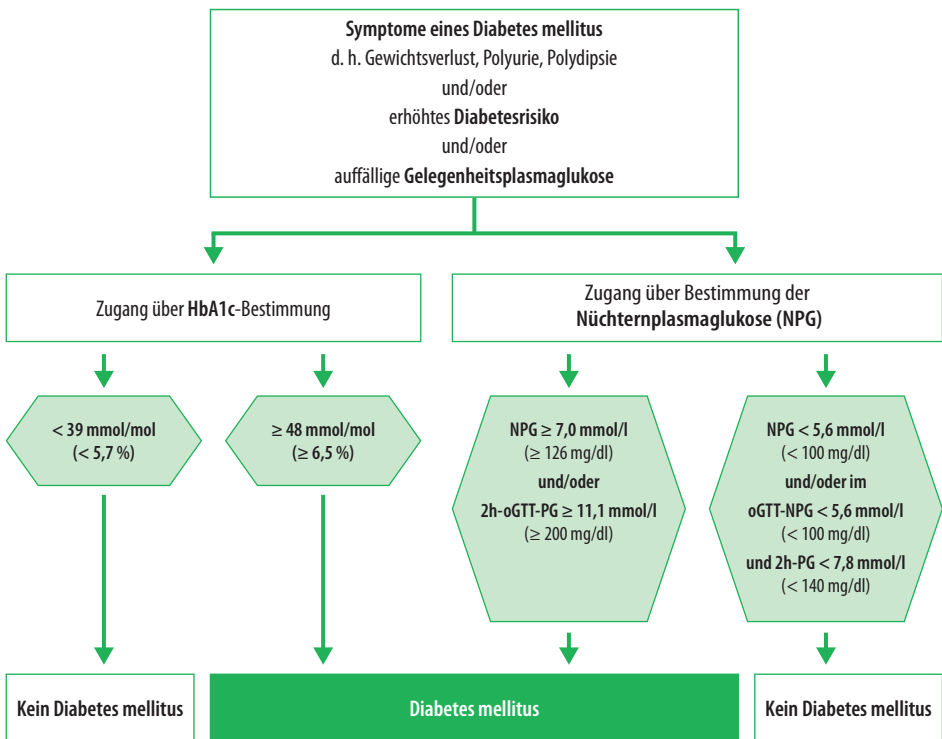 Symptome eines Diabetes mellitus
d. h. Gewichtsverlust, Polyurie, Polydipsie
und/oder
erhöhtes Diabetesrisiko
und/oder
auffällige Gelegenheitsplasmaglukose
Zugang über HbA1c-Bestimmung
Zugang über Bestimmung der
Nüchternplasmaglukose (NPG)
< 39 mmol/mol
(< 5,7 %)
≥ 48 mmol/mol
(≥ 6,5 %)
NPG ≥ 7,0 mmol/l
(≥ 126 mg/dl)
und/oder
2h-oGTT-PG ≥ 11,1 mmol/l
(≥ 200 mg/dl)
NPG < 5,6 mmol/l
(< 100 mg/dl)
und/oder im
oGTT-NPG < 5,6 mmol/l
(< 100 mg/dl)
und 2h-PG < 7,8 mmol/l
(< 140 mg/dl)
Kein Diabetes mellitus
Diabetes mellitus
Kein Diabetes mellitus